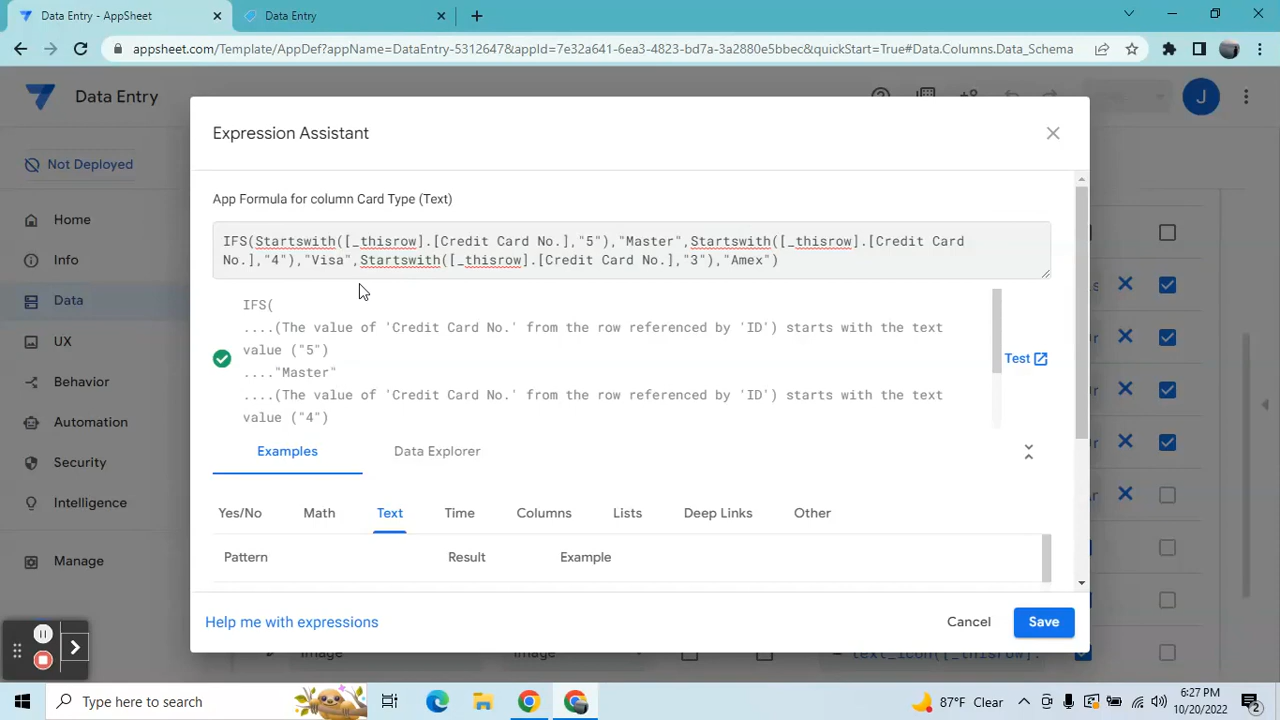 Data Entry - AppSheet
Data Entry
appsheet.com/Template/AppDef?appName=DataEntry-5312647&appId=7e32a641-6ea3-4823-bd7a-3a2880e5bbec&quickStart=True#Data.Columns.Data_Schema
Data Entry
J
Not Deployed
Home
Info
Data
UX
Behavior
Automation
Security
Intelligence
Manage
Expression Assistant
App Formula for column Card Type (Text)
IFS(Startswith([_thisrow].[Credit Card No.],"5"),"Master",Startswith([_thisrow].[Credit Card
No.],"4"),"Visa",Startswith([_thisrow].[Credit Card No.],"3"),"Amex")
IFS(
....(The value of 'Credit Card No.' from the row referenced by 'ID') starts with the text
value ("5")
...."Master"
....(The value of 'Credit Card No.' from the row referenced by 'ID') starts with the text
value ("4")
Test
Examples
Data Explorer
Yes/No
Math
Text
Time
Columns
Lists
Deep Links
Other
Pattern
Result
Example
Help me with expressions
Cancel
Save
Image
Image
text_icon([_thisrow].
Type here to search
87°F Clear
6:27 PM
10/20/2022
2